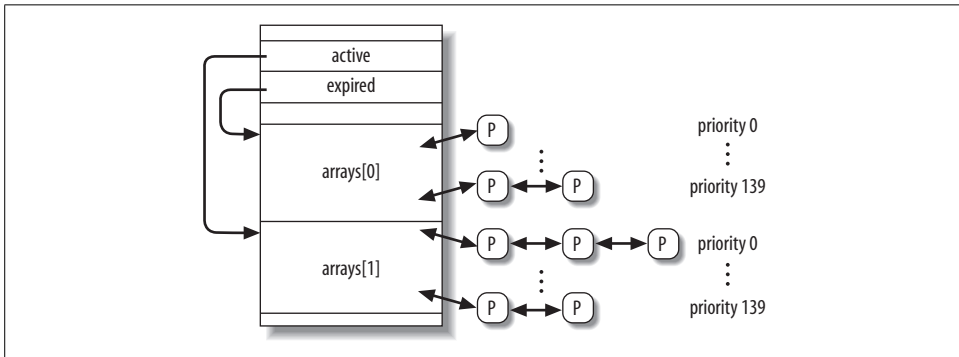 active
expired
P
priority 0
arrays[0]
P P
priority 139
P P P
priority 0
arrays[1]
P P
priority 139